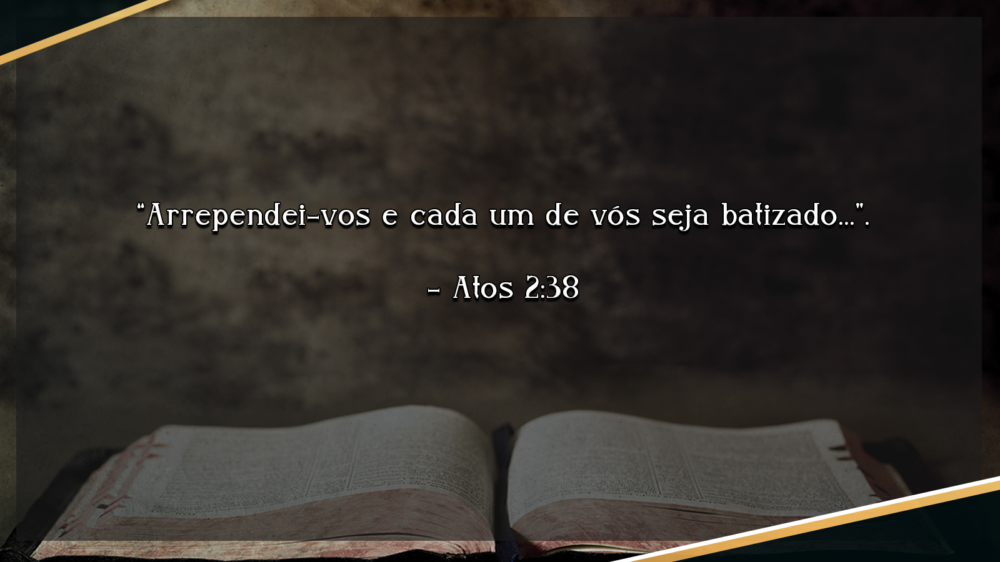 “Arrependei-vos e cada um de vós seja batizado...".
- Atos 2:38